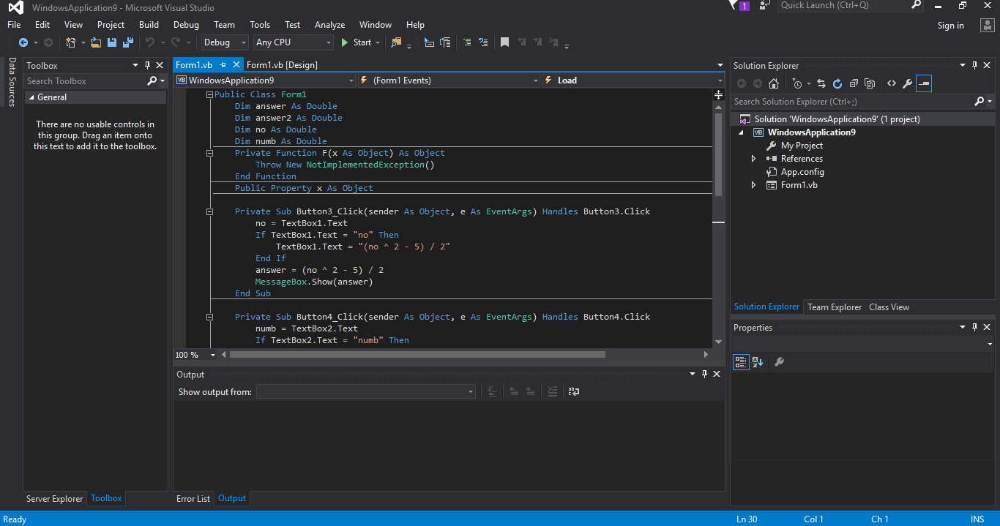 WindowsApplication9 - Microsoft Visual Studio
1
Quick Launch (Ctrl+Q)
File Edit View Project Build Debug Team Tools Test Analyze Window Help
Sign in
Debug Any CPU Start
Data Sources
Toolbox
Search Toolbox
General
There are no usable controls in
this group. Drag an item onto
this text to add it to the toolbox.
Server Explorer Toolbox
Form1.vb Form1.vb [Design]
VB WindowsApplication9 (Form1 Events) Load
Public Class Form1
Dim answer As Double
Dim answer2 As Double
Dim no As Double
Dim numb As Double
Private Function F(x As Object) As Object
Throw New NotImplementedException()
End Function
Public Property x As Object
Private Sub Button3_Click(sender As Object, e As EventArgs) Handles Button3.Click
no = TextBox1.Text
If TextBox1.Text = "no" Then
TextBox1.Text = "(no ^ 2 - 5) / 2"
End If
answer = (no ^ 2 - 5) / 2
MessageBox.Show(answer)
End Sub
Private Sub Button4_Click(sender As Object, e As EventArgs) Handles Button4.Click
numb = TextBox2.Text
If TextBox2.Text = "numb" Then
100 %
Output
Show output from:
Error List Output
Solution Explorer
Search Solution Explorer (Ctrl+;)
Solution 'WindowsApplication9' (1 project)
VB WindowsApplication9
My Project
References
App.config
Form1.vb
Solution Explorer Team Explorer Class View
Properties
Ready Ln 30 Col 1 Ch 1 INS